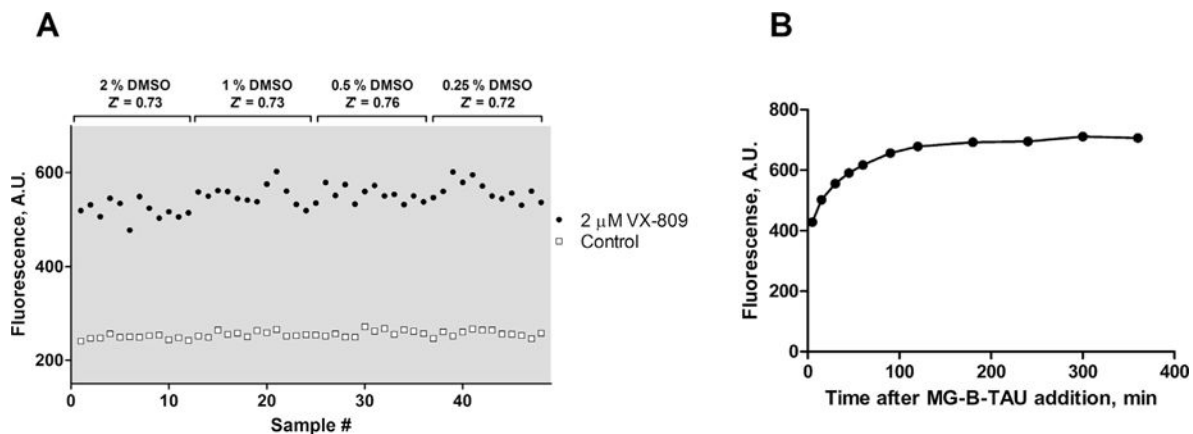 A
2 % DMSO
Z' = 0.73
1 % DMSO
Z' = 0.73
0.5 % DMSO
Z' = 0.76
0.25 % DMSO
Z' = 0.72
600
400
200
Fluorescence, A.U.
0
10
20
30
40
Sample #
2 μM VX-809
Control
B
800
600
400
200
0
Fluorescense, A.U.
0
100
200
300
400
Time after MG-B-TAU addition, min